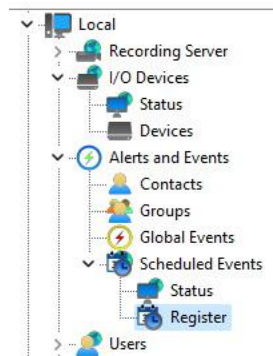 Local
Recording Server
I/O Devices
Status
Devices
Alerts and Events
Contacts
Groups
Global Events
Scheduled Events
Status
Register
Users